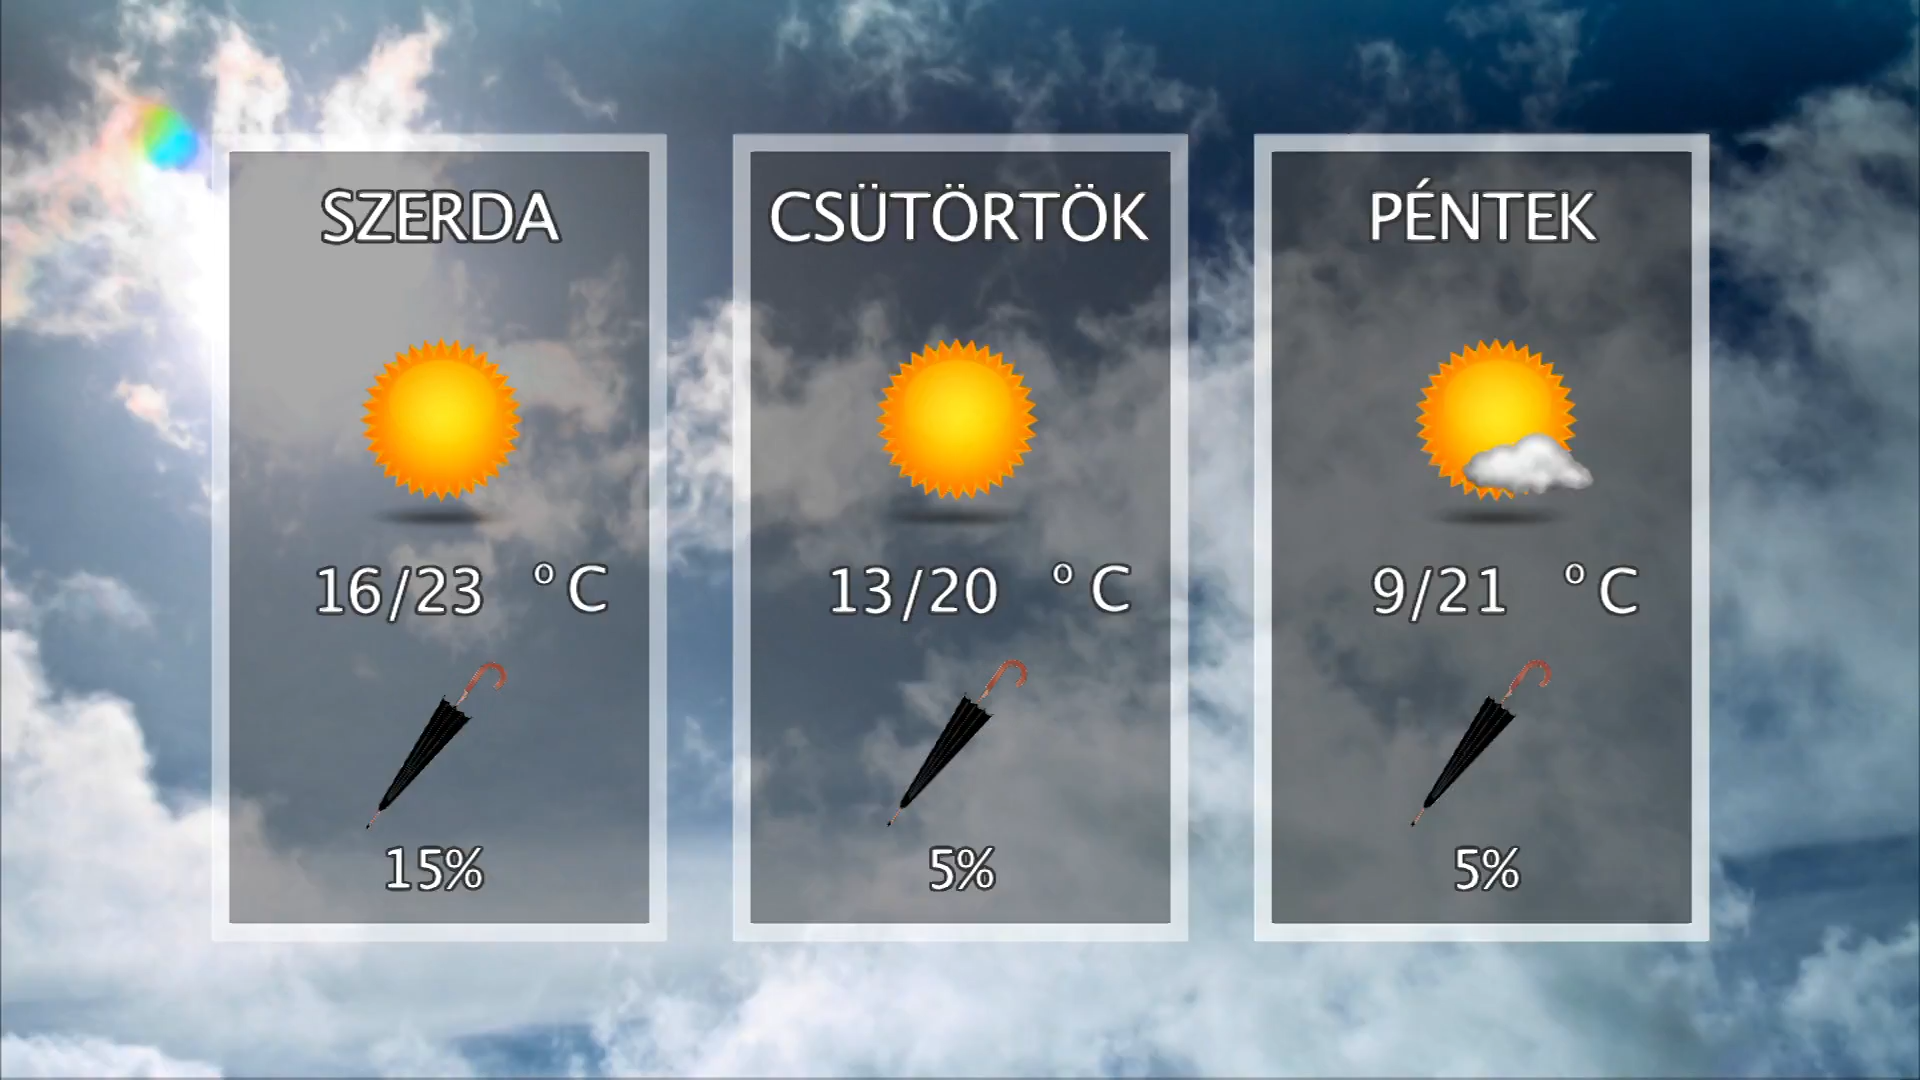 SZERDA
16/23 °C
15%
CSÜTÖRTÖK
13/20 °C
5%
PÉNTEK
9/21 °C
5%